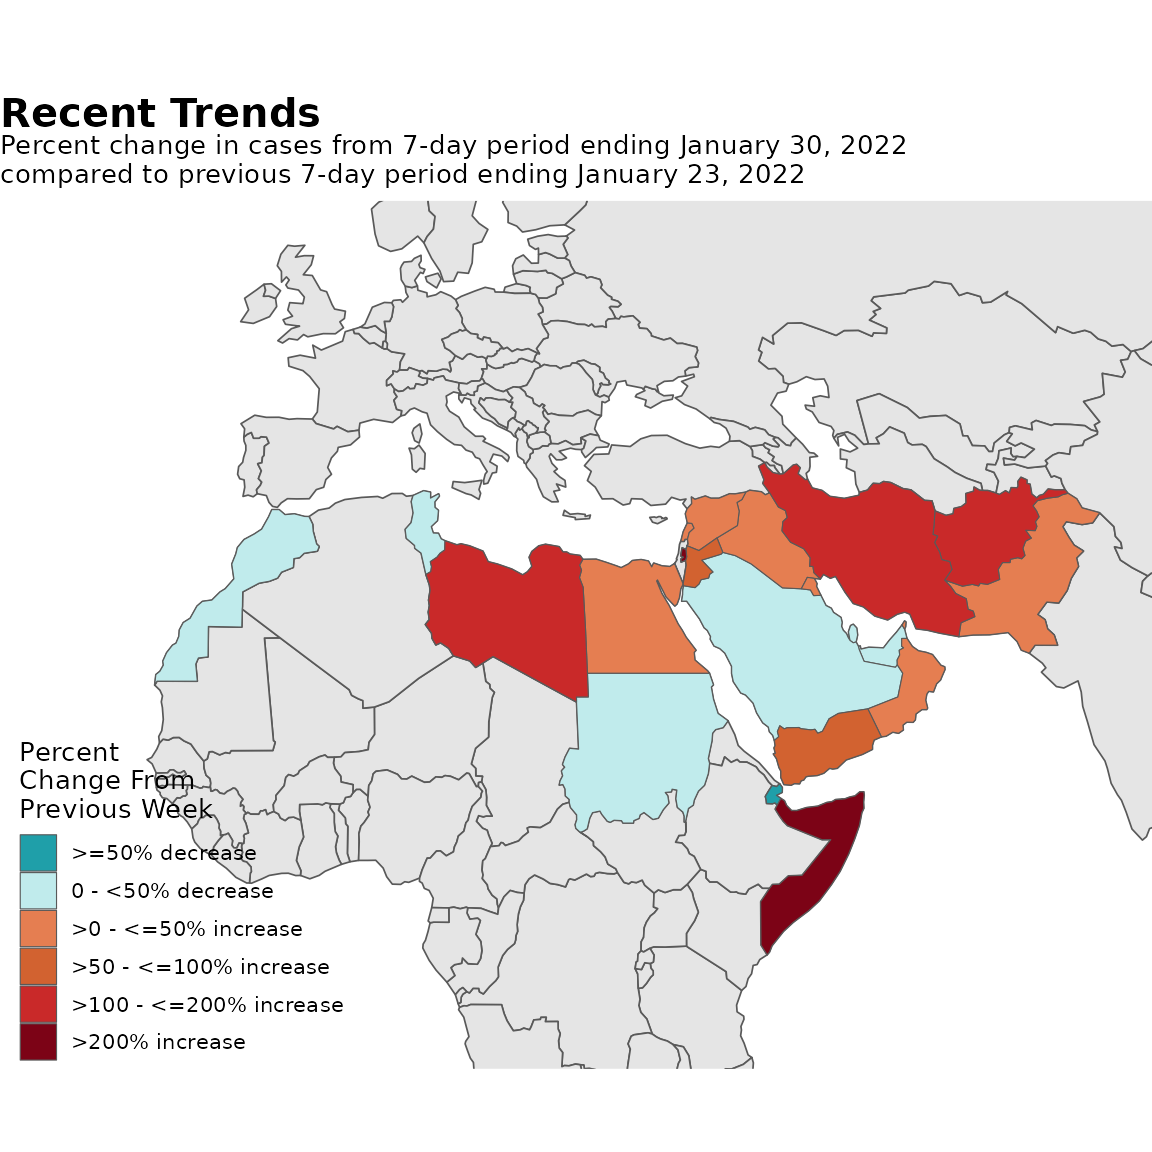 Recent Trends
Percent change in cases from 7-day period ending January 30, 2022
compared to previous 7-day period ending January 23, 2022
Percent
Change From
Previous Week
>=50% decrease
0 - <50% decrease
>0 - <=50% increase
>50 - <=100% increase
>100 - <=200% increase
>200% increase